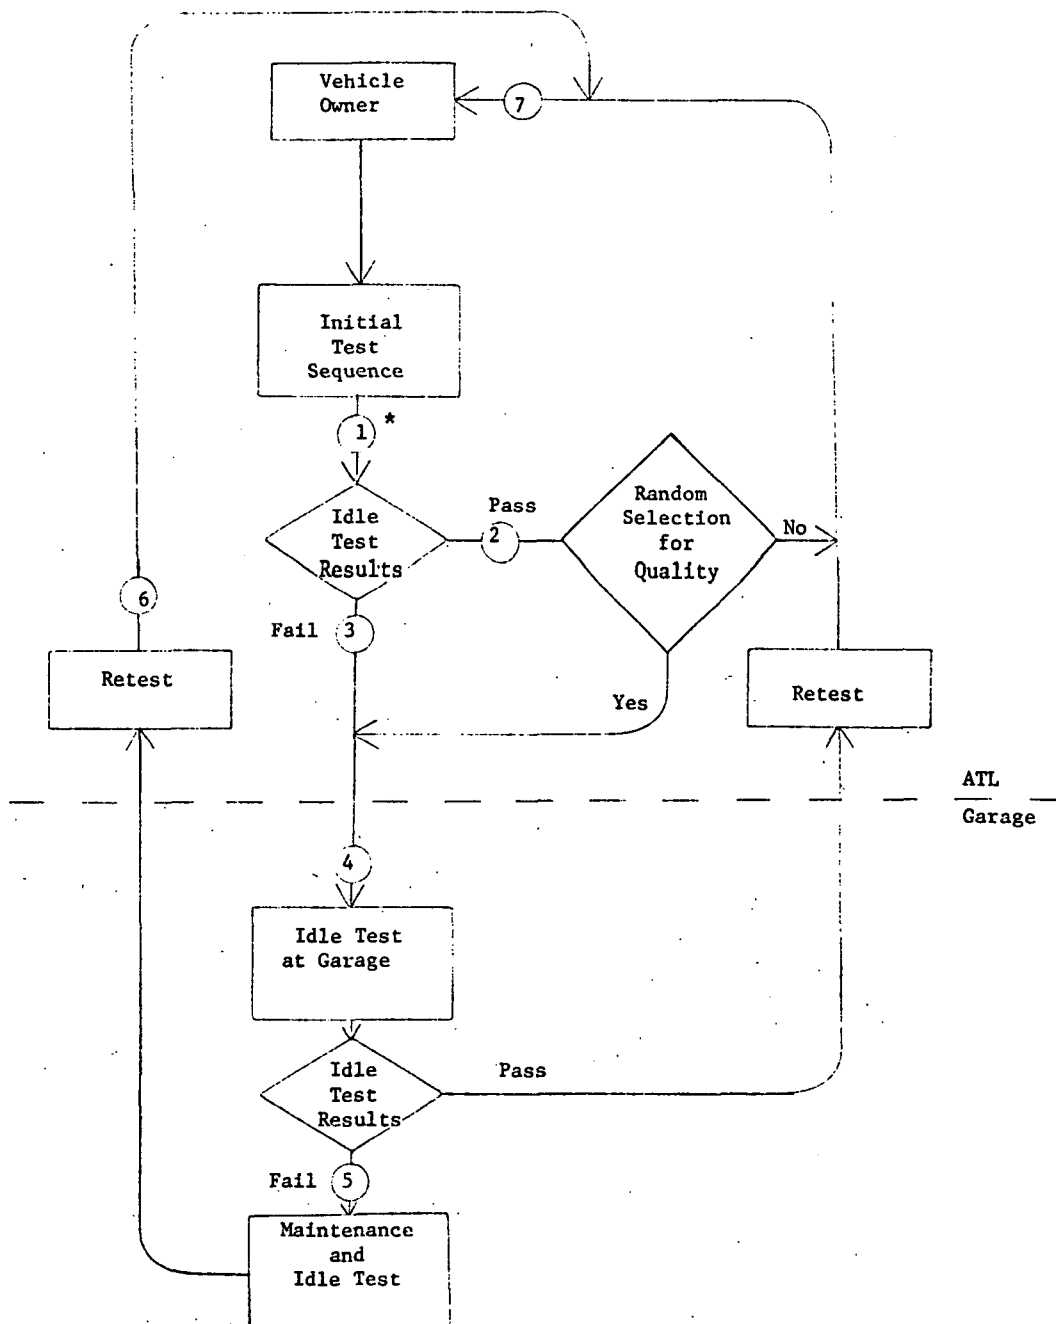 Vehicle
Owner
7
Initial
Test
Sequence
1 *
Idle
Test
Results
Pass
2
Random
Selection
for
Quality
No
6
Fail 3
Retest
Yes
Retest
ATL
Garage
4
Idle Test
at Garage
Idle
Test
Results
Pass
Fail 5
Maintenance
and
Idle Test